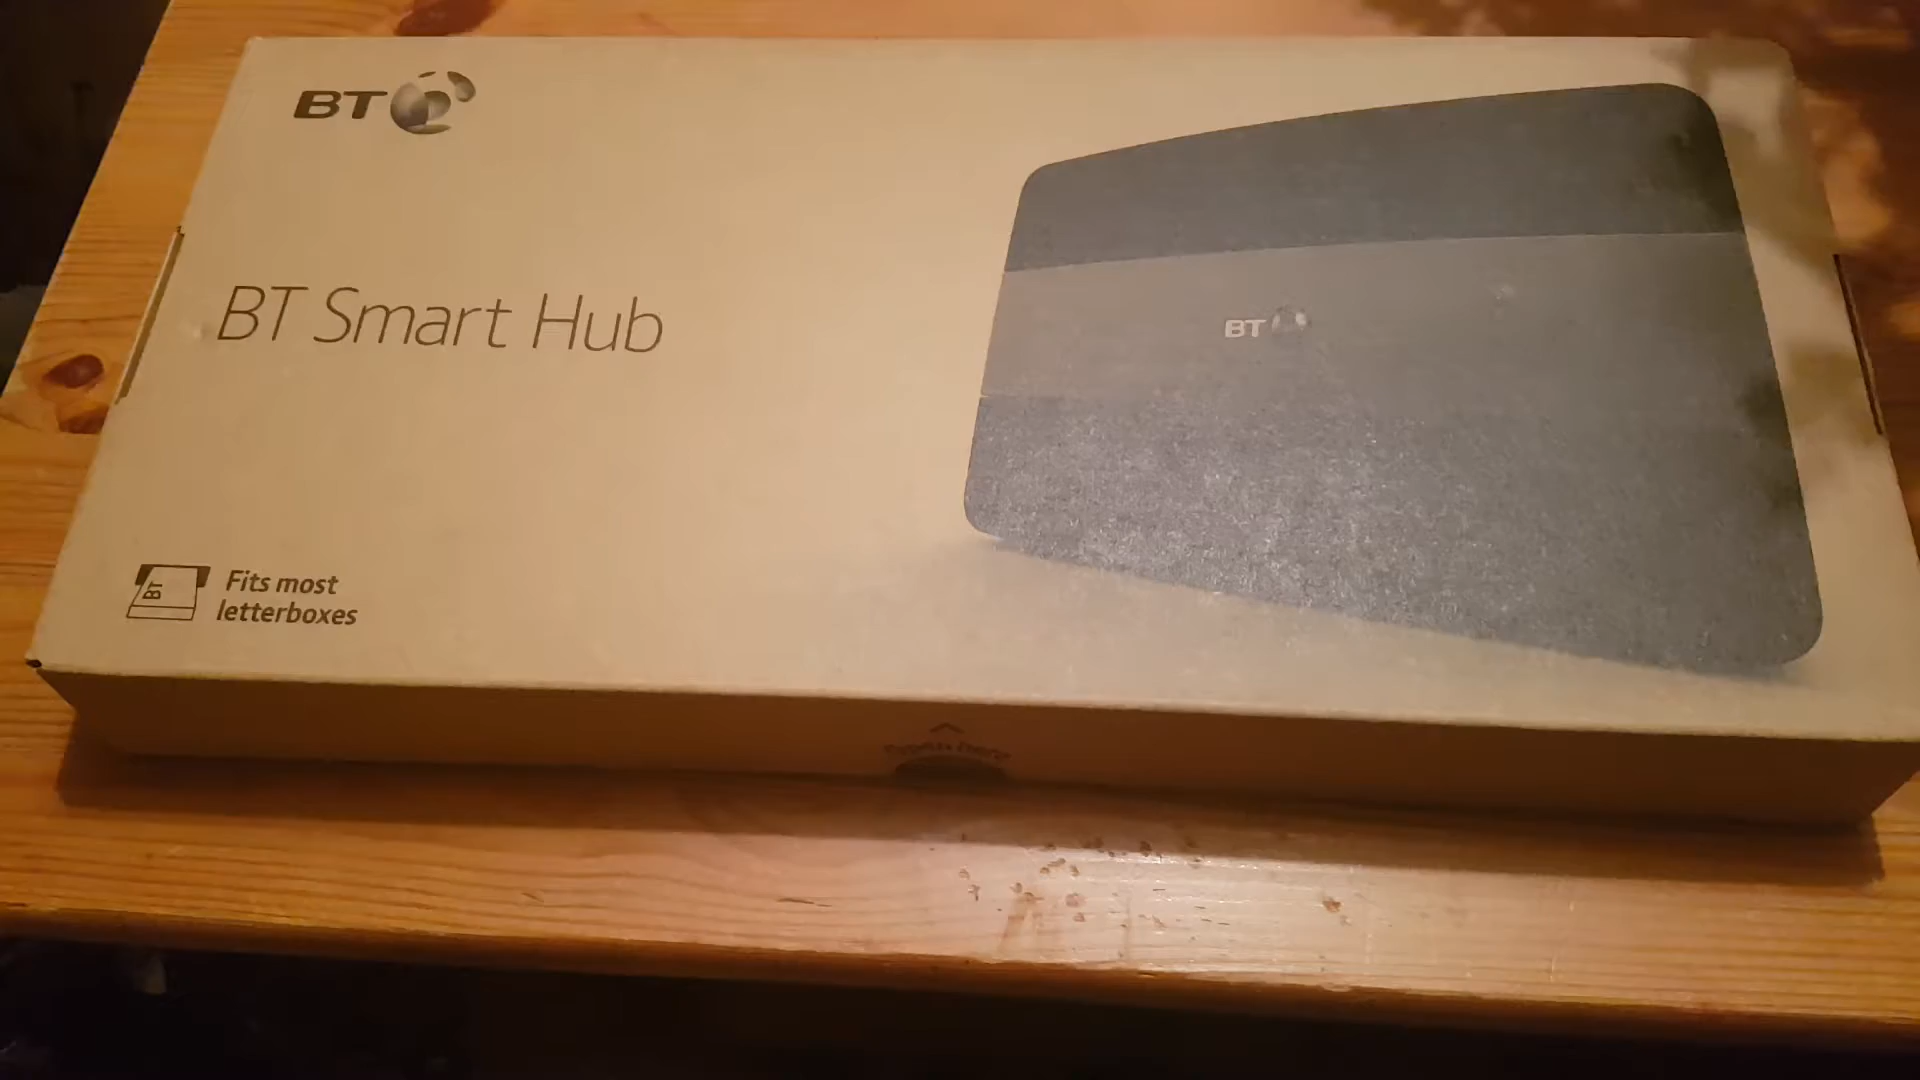 BT
BT Smart Hub
BT
BT
Fits most
letterboxes